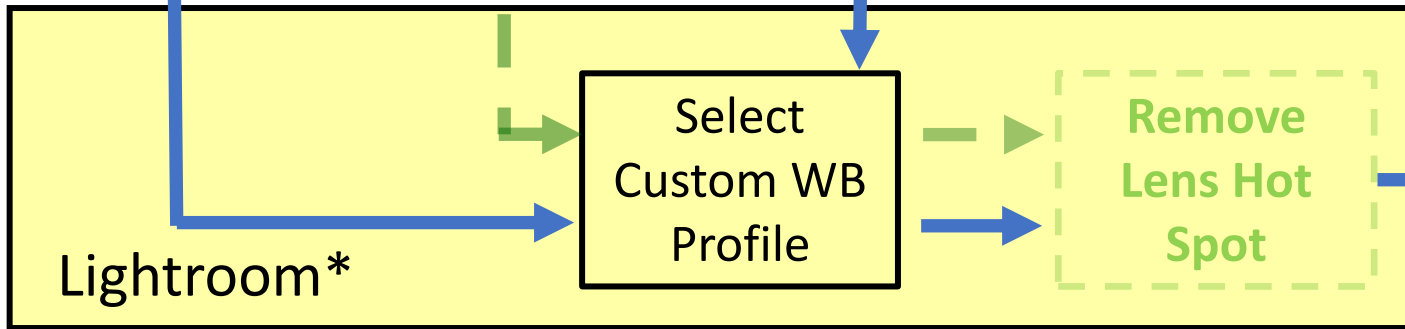 Select
Custom WB
Profile
Remove
Lens Hot
Spot
Lightroom*